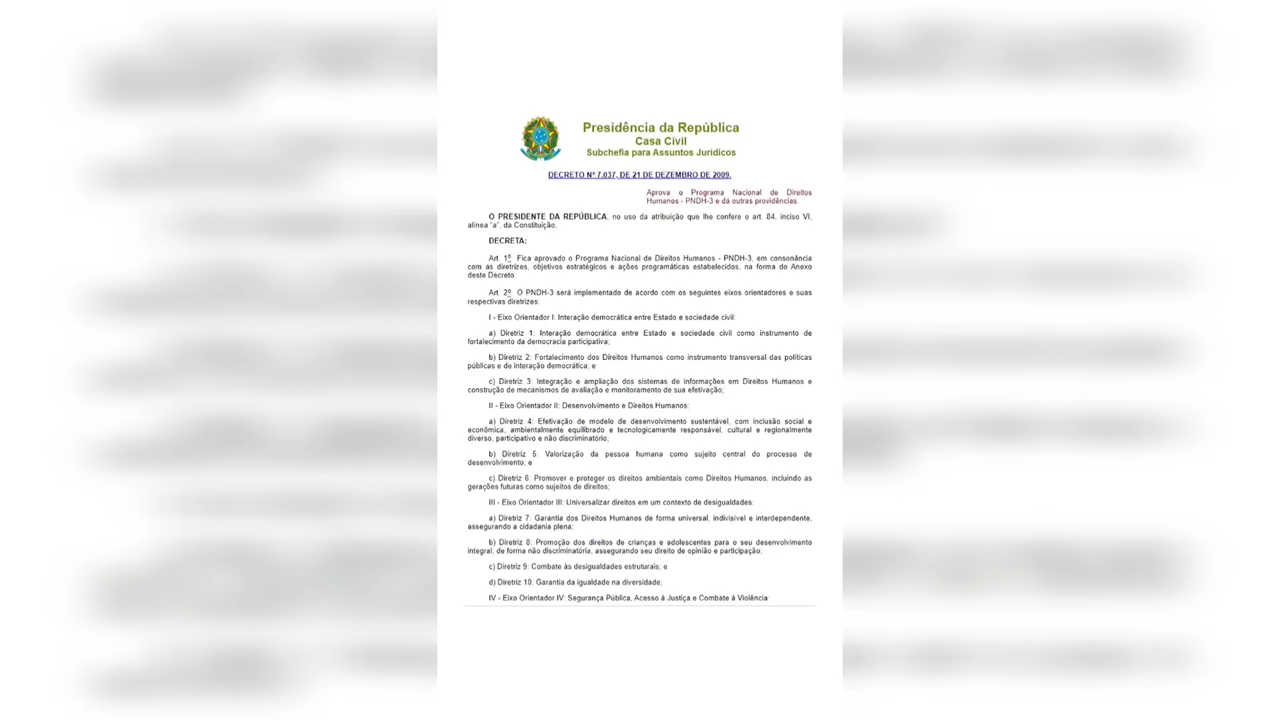 Presidência da República
Casa Civil
Subchefia para Assuntos Jurídicos
DECRETO Nº 7.037, DE 21 DE DEZEMBRO DE 2009.
Aprova o Programa Nacional de Direitos
Humanos - PNDH-3 e dá outras providências.
O PRESIDENTE DA REPÚBLICA, no uso da atribuição que lhe confere o art. 84, inciso VI,
alínea "a", da Constituição,
DECRETA:
Art. 1º Fica aprovado o Programa Nacional de Direitos Humanos - PNDH-3, em consonância
com as diretrizes, objetivos estratégicos e ações programáticas estabelecidos, na forma do Anexo
deste Decreto.
Art. 2º O PNDH-3 será implementado de acordo com os seguintes eixos orientadores e suas
respectivas diretrizes:
I - Eixo Orientador I: Interação democrática entre Estado e sociedade civil:
a) Diretriz 1: Interação democrática entre Estado e sociedade civil como instrumento de
fortalecimento da democracia participativa;
b) Diretriz 2: Fortalecimento dos Direitos Humanos como instrumento transversal das políticas
públicas e de interação democrática; e
c) Diretriz 3: Integração e ampliação dos sistemas de informações em Direitos Humanos e
construção de mecanismos de avaliação e monitoramento de sua efetivação;
II - Eixo Orientador II: Desenvolvimento e Direitos Humanos:
a) Diretriz 4: Efetivação de modelo de desenvolvimento sustentável, com inclusão social e
econômica, ambientalmente equilibrado e tecnologicamente responsável, cultural e regionalmente
diverso, participativo e não discriminatório;
b) Diretriz 5: Valorização da pessoa humana como sujeito central do processo de
desenvolvimento; e
c) Diretriz 6: Promover e proteger os direitos ambientais como Direitos Humanos, incluindo as
gerações futuras como sujeitos de direitos;
III - Eixo Orientador III: Universalizar direitos em um contexto de desigualdades:
a) Diretriz 7: Garantia dos Direitos Humanos de forma universal, indivisível e interdependente,
assegurando a cidadania plena;
b) Diretriz 8: Promoção dos direitos de crianças e adolescentes para o seu desenvolvimento
integral, de forma não discriminatória, assegurando seu direito de opinião e participação;
c) Diretriz 9: Combate às desigualdades estruturais; e
d) Diretriz 10: Garantia da igualdade na diversidade;
IV - Eixo Orientador IV: Segurança Pública, Acesso à Justiça e Combate à Violência: